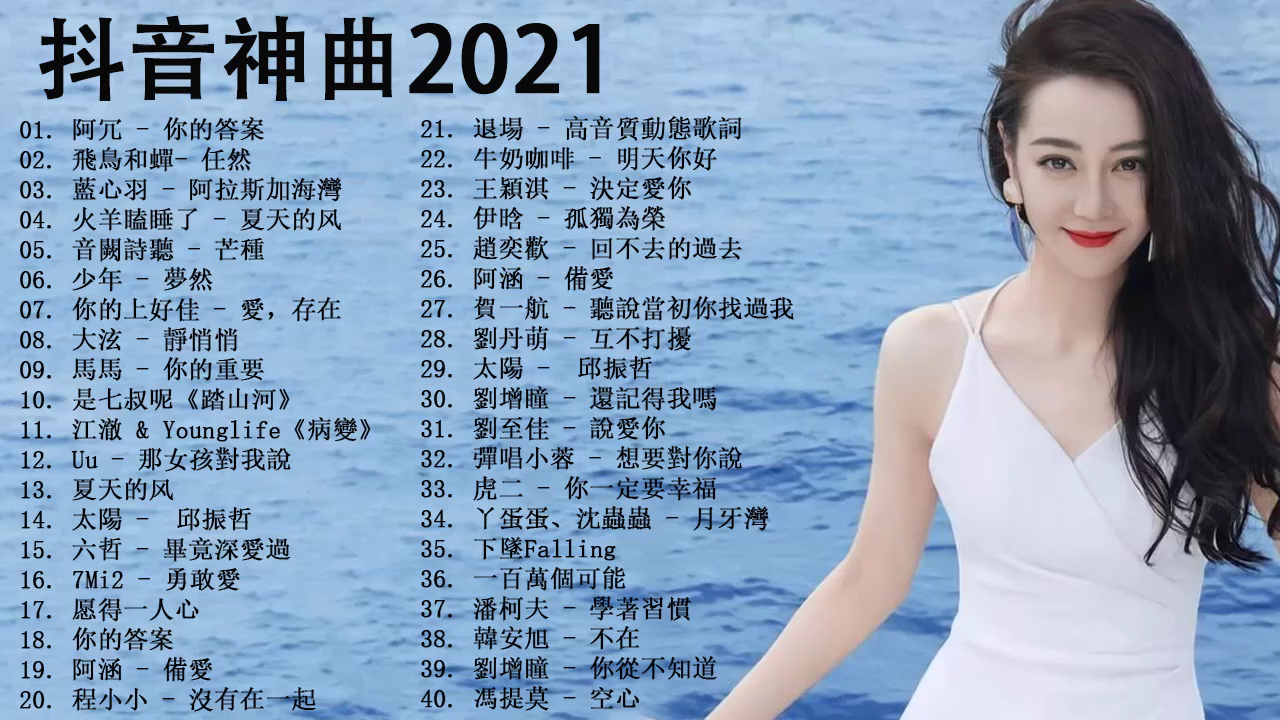 抖音神曲2021
01. 阿冗 - 你的答案
02. 飛鳥和蟬- 任然
03. 藍心羽 - 阿拉斯加海灣
04. 火羊瞌睡了 - 夏天的风
05. 音闕詩聽 - 芒種
06. 少年 - 夢然
07. 你的上好佳 - 愛，存在
08. 大泫 - 靜悄悄
09. 馬馬 - 你的重要
10. 是七叔呢《踏山河》
11. 江澈 & Younglife《病變》
12. Uu - 那女孩對我說
13. 夏天的风
14. 太陽 - 邱振哲
15. 六哲 - 畢竟深愛過
16. 7Mi2 - 勇敢愛
17. 愿得一人心
18. 你的答案
19. 阿涵 - 備愛
20. 程小小 - 沒有在一起
21. 退場 - 高音質動態歌詞
22. 牛奶咖啡 - 明天你好
23. 王穎淇 - 決定愛你
24. 伊晗 - 孤獨為榮
25. 趙奕歡 - 回不去的過去
26. 阿涵 - 備愛
27. 賀一航 - 聽說當初你找過我
28. 劉丹萌 - 互不打擾
29. 太陽 - 邱振哲
30. 劉增瞳 - 還記得我嗎
31. 劉至佳 - 說愛你
32. 彈唱小蓉 - 想要對你說
33. 虎二 - 你一定要幸福
34. 丫蛋蛋、沈蟲蟲 - 月牙灣
35. 下墜Falling
36. 一百萬個可能
37. 潘柯夫 - 學著習慣
38. 韓安旭 - 不在
39. 劉增瞳 - 你從不知道
40. 馮提莫 - 空心